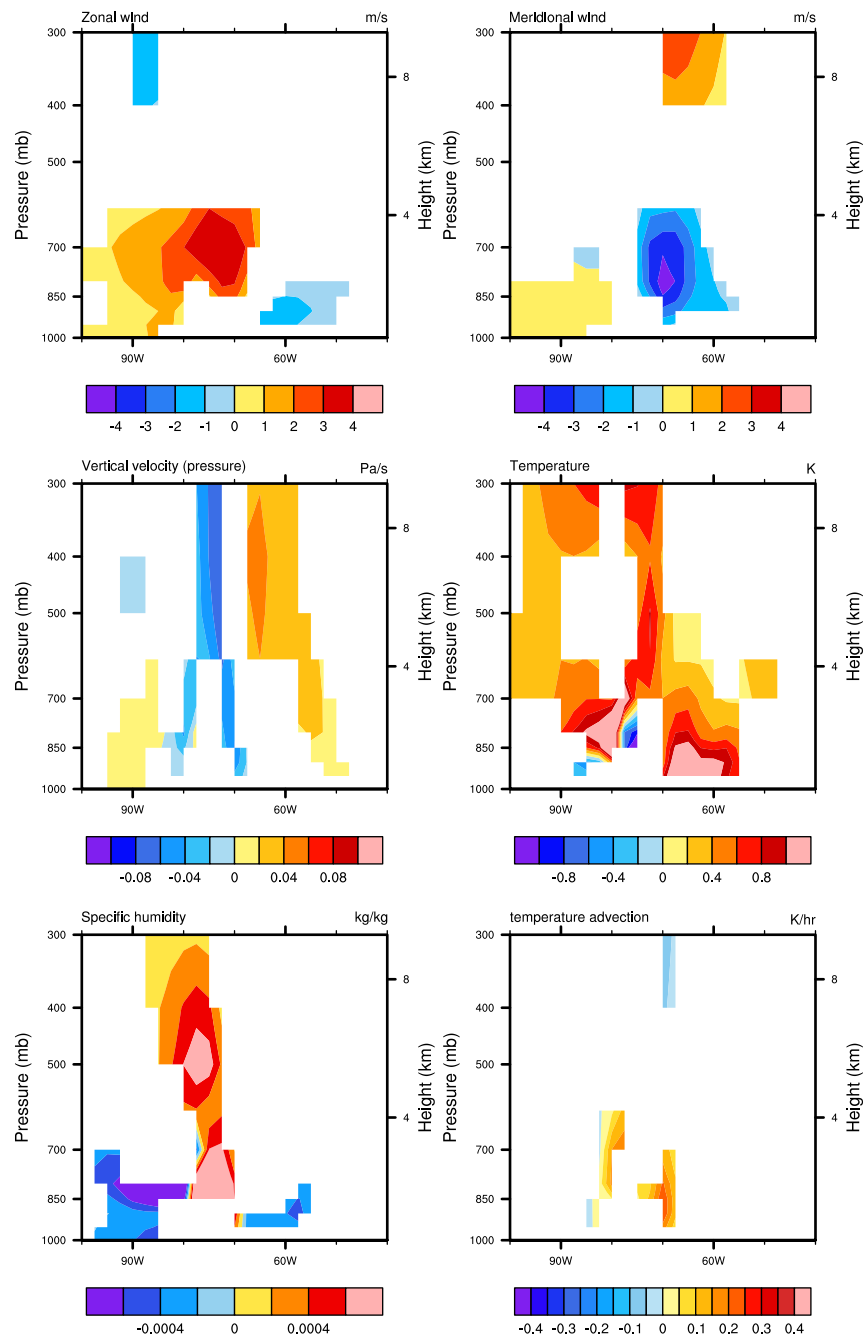 Zonal wind m/s
Meridional wind m/s
300
400
500
700
850
1000
Pressure (mb)
8
4
Height (km)
90W 60W
-4 -3 -2 -1 0 1 2 3 4
300
400
500
700
850
1000
Pressure (mb)
8
4
Height (km)
90W 60W
-4 -3 -2 -1 0 1 2 3 4
Vertical velocity (pressure) Pa/s
Temperature K
300
400
500
700
850
1000
Pressure (mb)
8
4
Height (km)
90W 60W
-0.08 -0.04 0 0.04 0.08
300
400
500
700
850
1000
Pressure (mb)
8
4
Height (km)
90W 60W
-0.8 -0.4 0 0.4 0.8
Specific humidity kg/kg
temperature advection K/hr
300
400
500
700
850
1000
Pressure (mb)
8
4
Height (km)
90W 60W
-0.0004 0 0.0004
300
400
500
700
850
1000
Pressure (mb)
8
4
Height (km)
90W 60W
-0.4 -0.3 -0.2 -0.1 0 0.1 0.2 0.3 0.4